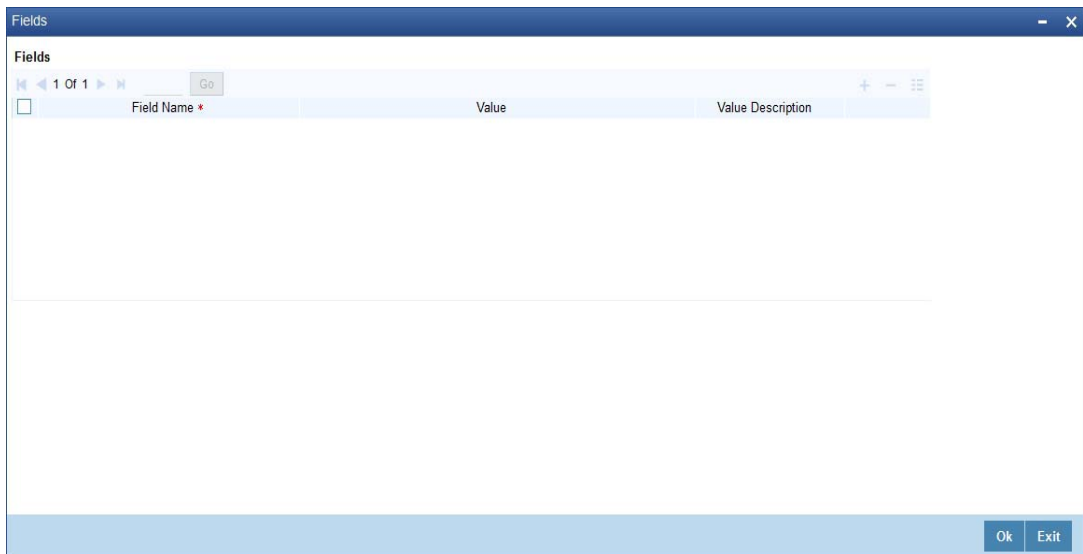 Fields
Fields
1 Of 1 Go
Field Name * Value Value Description
Ok Exit